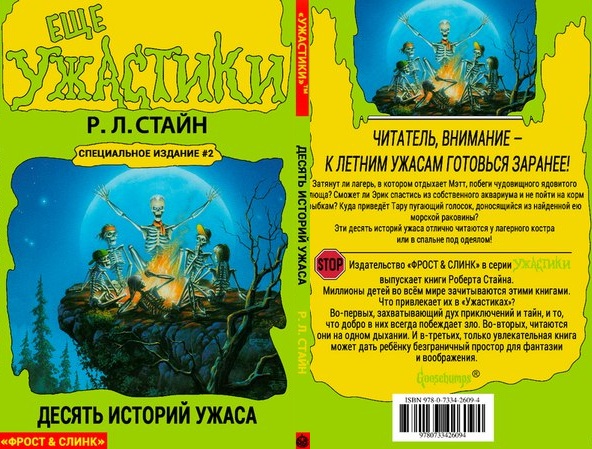 ЕЩЕ
УЖАСТИКИ
Р. Л. СТАЙН
СПЕЦИАЛЬНОЕ ИЗДАНИЕ #2
ДЕСЯТЬ ИСТОРИЙ УЖАСА
«ФРОСТ & СЛИНК»
«УЖАСТИКИ»™
ДЕСЯТЬ ИСТОРИЙ УЖАСА
Р. Л. СТАЙН
ЧИТАТЕЛЬ, ВНИМАНИЕ –
К ЛЕТНИМ УЖАСАМ ГОТОВЬСЯ ЗАРАНЕЕ!
Затянут ли лагерь, в котором отдыхает Мэтт, побеги чудовищного ядовитого
люща? Сможет ли Эрик спастись из собственного аквариума и не пойти на корм
рыбкам? Куда приведёт Тару пугающий голосок, доносящийся из найденной ею
морской раковины?
Эти десять историй ужаса отлично читаются у лагерного костра
или в спальне под одеялом!
STOP Издательство «ФРОСТ & СЛИНК» в серии УЖАСТИКИ
выпускает книги Роберта Стайна.
Миллионы детей во всём мире зачитываются этими книгами.
Что привлекает их в «Ужастиках»?
Во-первых, захватывающий дух приключений и тайн, и то,
что добро в них всегда побеждает зло. Во-вторых, читаются
они на одном дыхании. И в-третьих, только увлекательная книга
может дать ребёнку безграничный простор для фантазии
и воображения.
Goosebumps®
ISBN 978-0-7334-2609-4
9780733426094